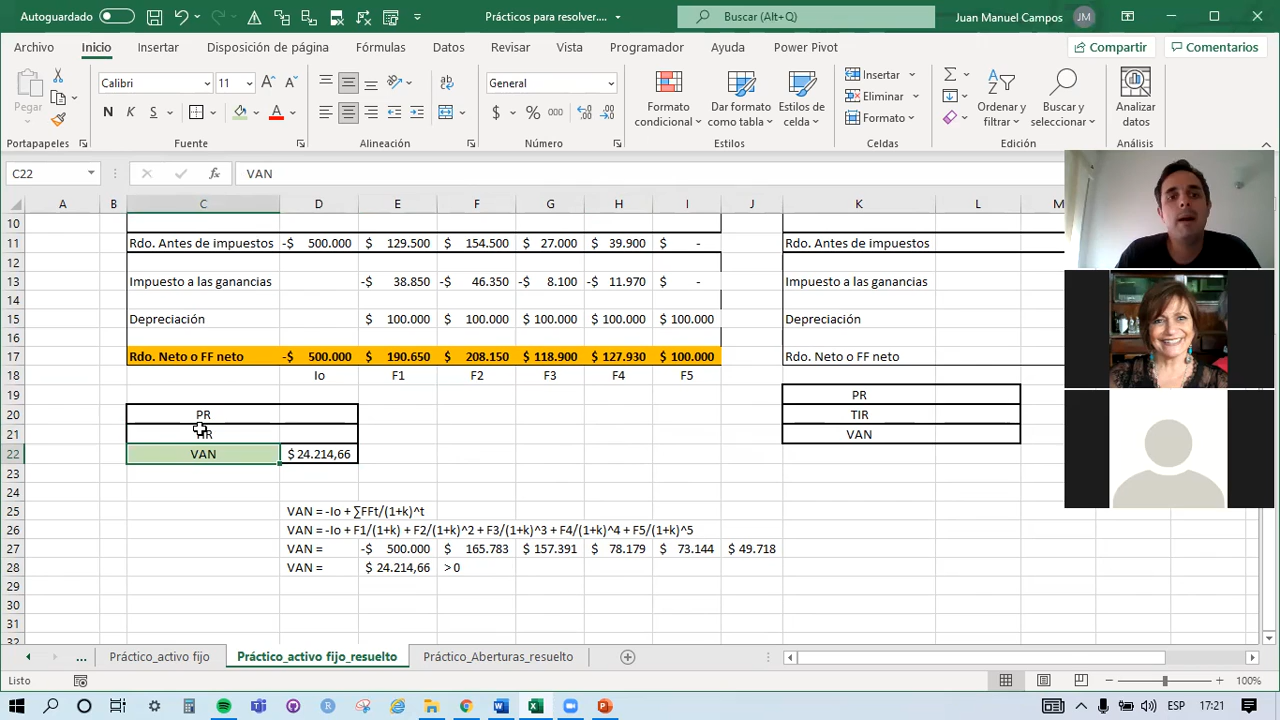 Autoguardado
Prácticos para resolver....
Buscar (Alt+Q)
Juan Manuel Campos
JM
Archivo Inicio Insertar Disposición de página Fórmulas Datos Revisar Vista Programador Ayuda Power Pivot
Compartir
Comentarios
Pegar
Calibri
11
N K S
General
$ % 000
Formato condicional
Dar formato como tabla
Estilos de celda
Insertar
Eliminar
Formato
Ordenar y filtrar
Buscar y seleccionar
Analizar datos
Portapapeles Fuente Alineación Número Estilos Celdas Edición Análisis
C22
VAN
A B C D E F G H I J K L M
10
11 Rdo. Antes de impuestos -$ 500.000 $ 129.500 $ 154.500 $ 27.000 $ 39.900 $ - Rdo. Antes de impuestos
12
13 Impuesto a las ganancias -$ 38.850 -$ 46.350 -$ 8.100 -$ 11.970 $ - Impuesto a las ganancias
14
15 Depreciación $ 100.000 $ 100.000 $ 100.000 $ 100.000 $ 100.000 Depreciación
16
17 Rdo. Neto o FF neto -$ 500.000 $ 190.650 $ 208.150 $ 118.900 $ 127.930 $ 100.000 Rdo. Neto o FF neto
18 Io F1 F2 F3 F4 F5
19 PR
20 PR TIR
21 VAN
22 VAN $ 24.214,66
23
24
25 VAN = -Io + ∑FFt/(1+k)^t
26 VAN = -Io + F1/(1+k) + F2/(1+k)^2 + F3/(1+k)^3 + F4/(1+k)^4 + F5/(1+k)^5
27 VAN = -$ 500.000 $ 165.783 $ 157.391 $ 78.179 $ 73.144 $ 49.718
28 VAN = $ 24.214,66 > 0
29
30
31
32
... Práctico_activo fijo Práctico_activo fijo_resuelto Práctico_Aberturas_resuelto
Listo
100%
ESP 17:21